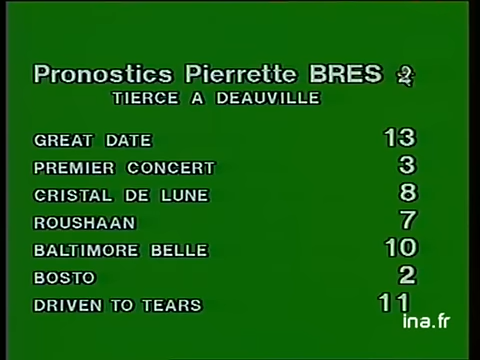 Pronostics Pierrette BRES 2
TIERCE A DEAUVILLE
GREAT DATE 13
PREMIER CONCERT 3
CRISTAL DE LUNE 8
ROUSHAAN 7
BALTIMORE BELLE 10
BOSTO 2
DRIVEN TO TEARS 11
ina.fr